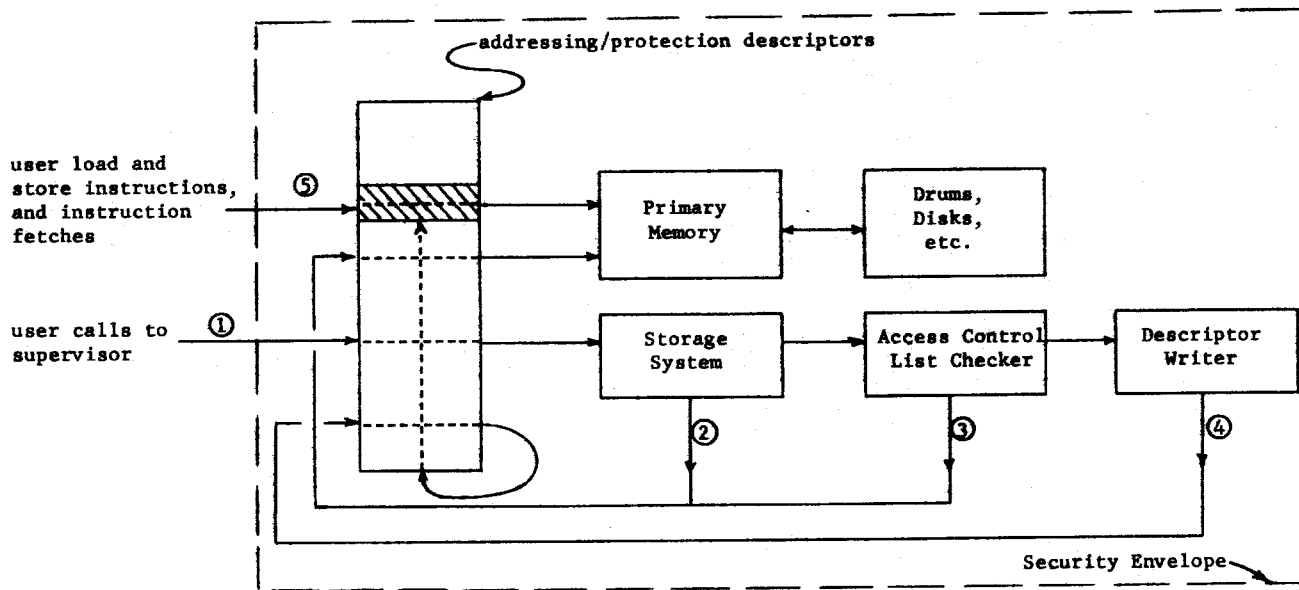 addressing/protection descriptors
user load and
store instructions,
and instruction
fetches
⑤
Primary
Memory
Drums,
Disks,
etc.
user calls to
supervisor
①
Storage
System
Access Control
List Checker
Descriptor
Writer
②
③
④
Security Envelope